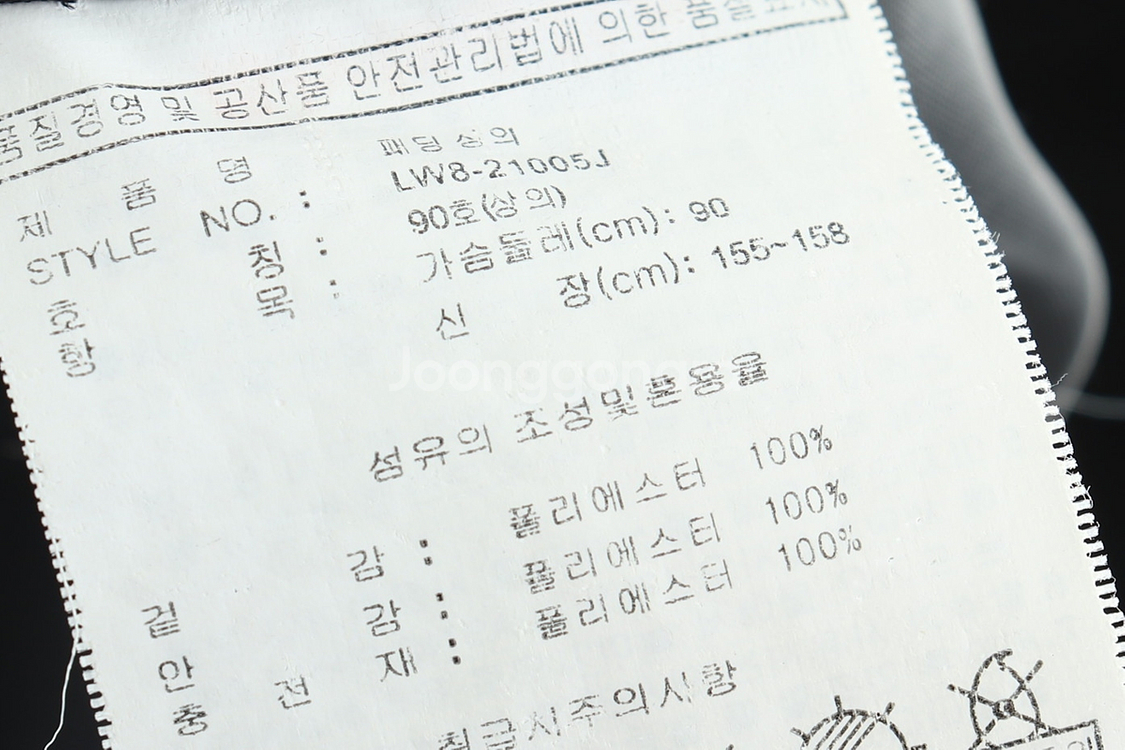 품질경영 및 공산품 안전관리법에 의한 품질표시
제 품 명 패딩 상의
STYLE NO. : LW8-21005J
호 칭 : 90호(상의)
항 목 : 가슴둘레(cm): 90
신 장(cm): 155~158
Joonggonara
섬유의 조성및혼용율
겉 감 : 폴리에스터 100%
안 감 : 폴리에스터 100%
충 전 재 : 폴리에스터 100%
취급시주의사항